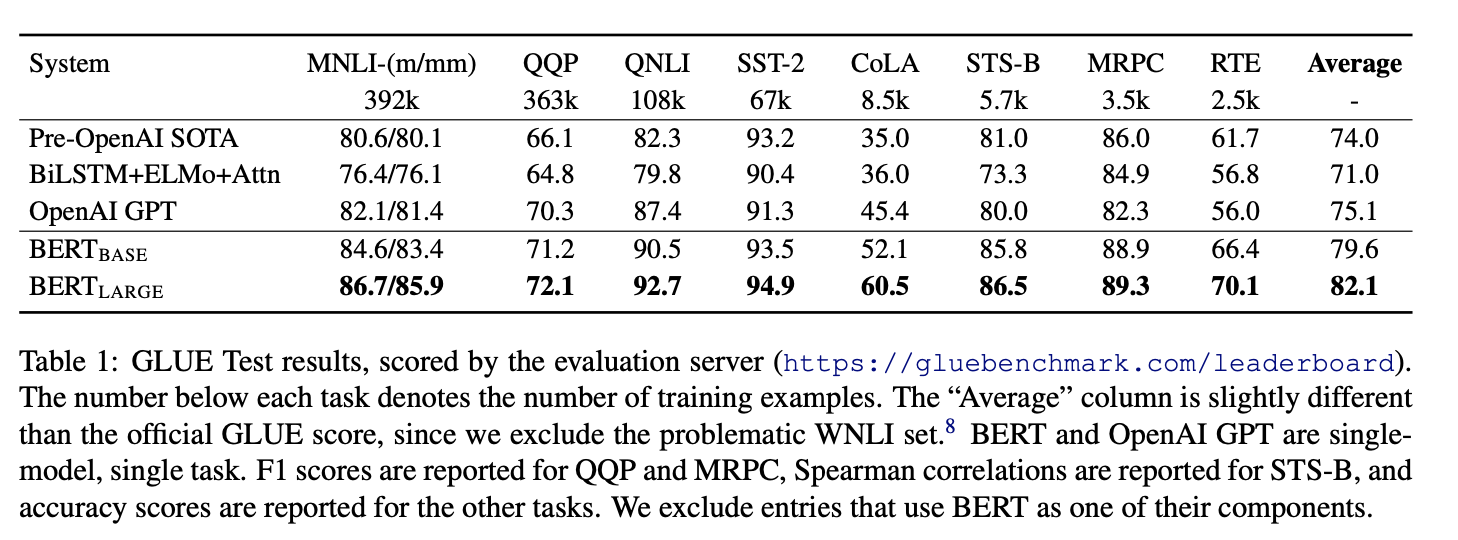 System MNLI-(m/mm) QQP QNLI SST-2 CoLA STS-B MRPC RTE Average
392k 363k 108k 67k 8.5k 5.7k 3.5k 2.5k -
Pre-OpenAI SOTA 80.6/80.1 66.1 82.3 93.2 35.0 81.0 86.0 61.7 74.0
BiLSTM+ELMo+Attn 76.4/76.1 64.8 79.8 90.4 36.0 73.3 84.9 56.8 71.0
OpenAI GPT 82.1/81.4 70.3 87.4 91.3 45.4 80.0 82.3 56.0 75.1
BERTBASE 84.6/83.4 71.2 90.5 93.5 52.1 85.8 88.9 66.4 79.6
BERTLARGE 86.7/85.9 72.1 92.7 94.9 60.5 86.5 89.3 70.1 82.1
Table 1: GLUE Test results, scored by the evaluation server (https://gluebenchmark.com/leaderboard).
The number below each task denotes the number of training examples. The “Average” column is slightly different
than the official GLUE score, since we exclude the problematic WNLI set.8 BERT and OpenAI GPT are single-
model, single task. F1 scores are reported for QQP and MRPC, Spearman correlations are reported for STS-B, and
accuracy scores are reported for the other tasks. We exclude entries that use BERT as one of their components.